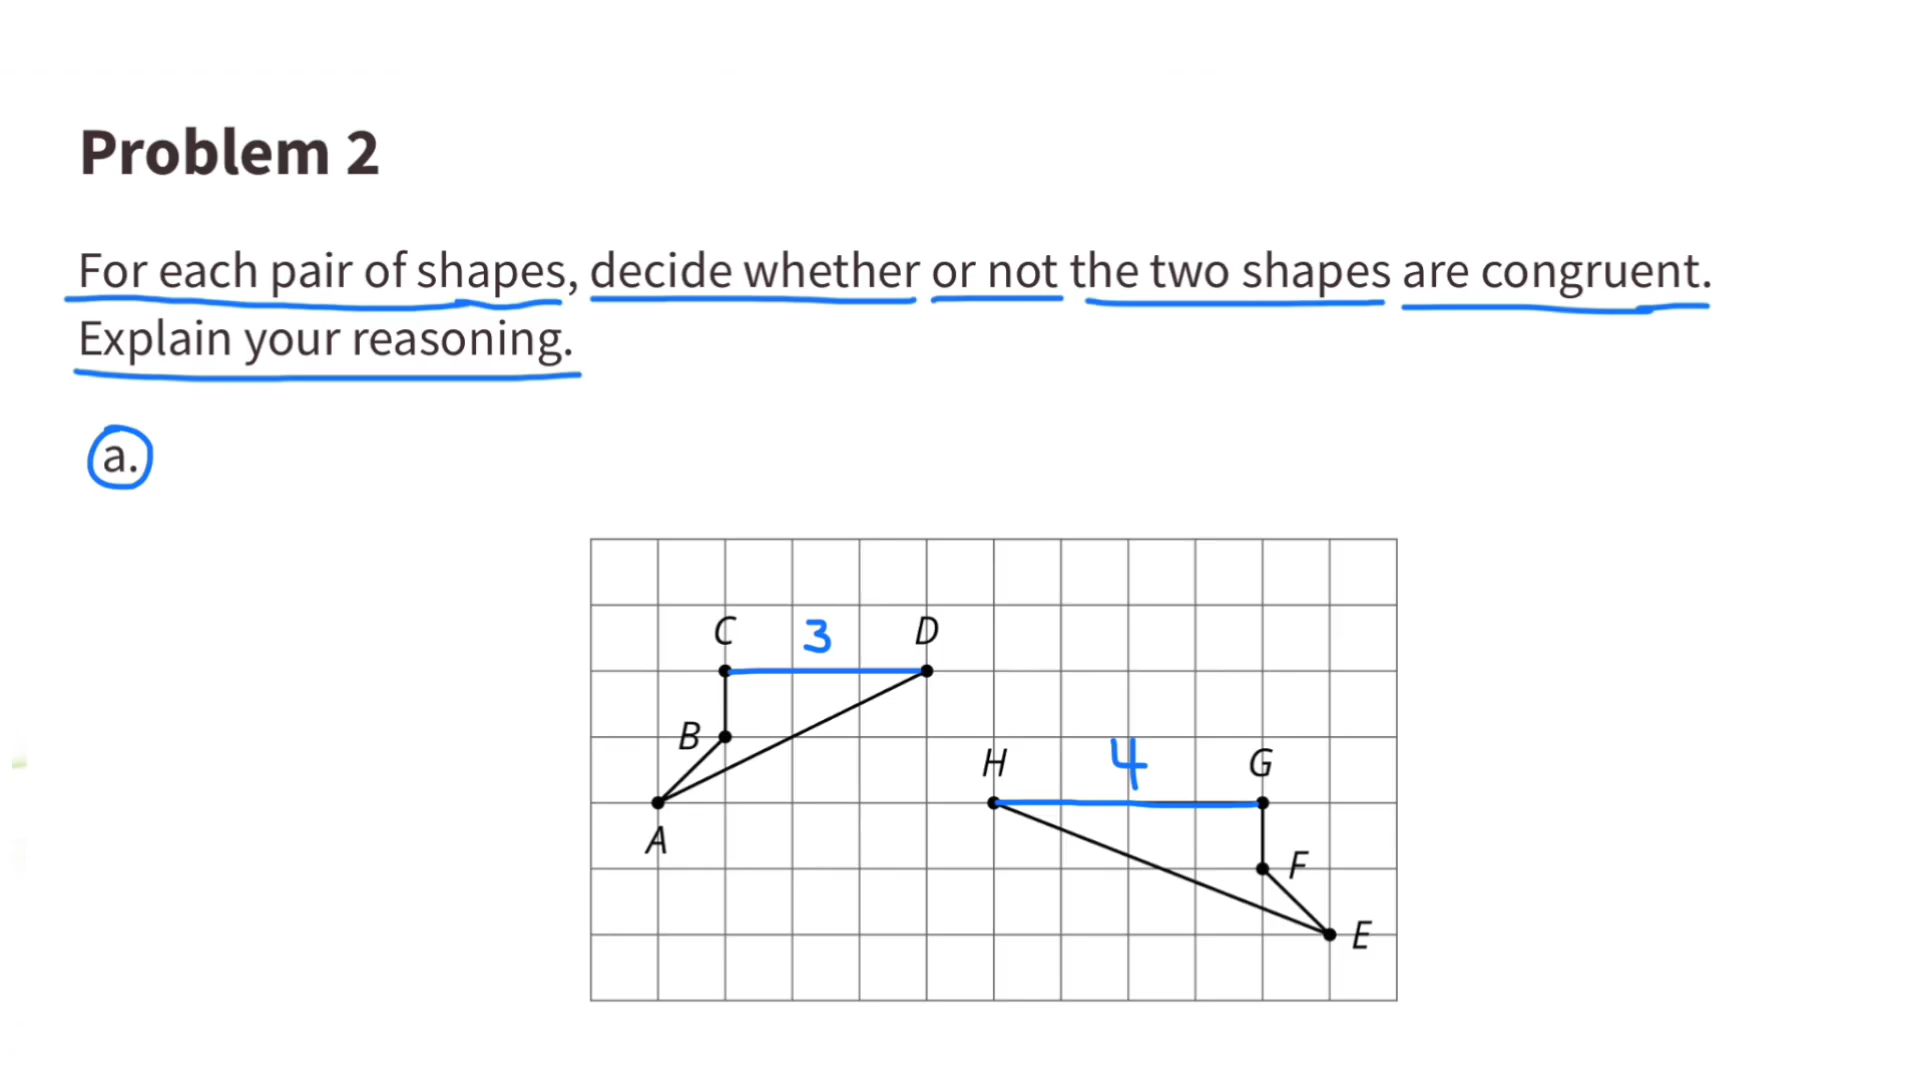 Problem 2
For each pair of shapes, decide whether or not the two shapes are congruent.
Explain your reasoning.
a.
C 3 D
B
H 4 G
A
F
E